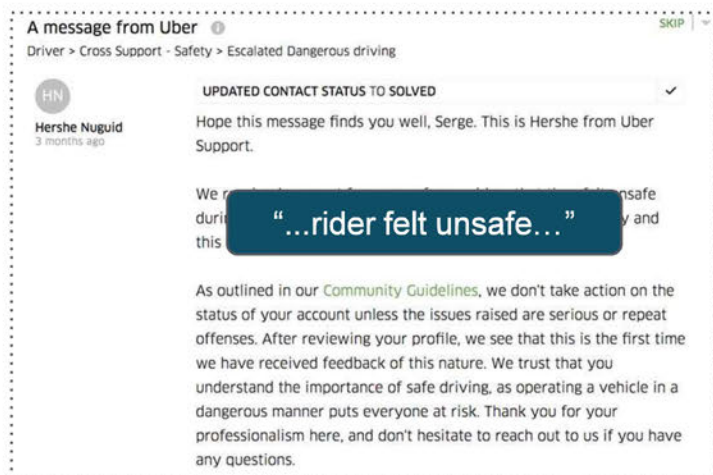 A message from Uber
SKIP
Driver > Cross Support - Safety > Escalated Dangerous driving
HN
UPDATED CONTACT STATUS TO SOLVED
Hershe Nuguid
3 months ago
Hope this message finds you well, Serge. This is Hershe from Uber
Support.
We
"...rider felt unsafe..."
y and
this
As outlined in our Community Guidelines, we don't take action on the
status of your account unless the issues raised are serious or repeat
offenses. After reviewing your profile, we see that this is the first time
we have received feedback of this nature. We trust that you
understand the importance of safe driving, as operating a vehicle in a
dangerous manner puts everyone at risk. Thank you for your
professionalism here, and don't hesitate to reach out to us if you have
any questions.